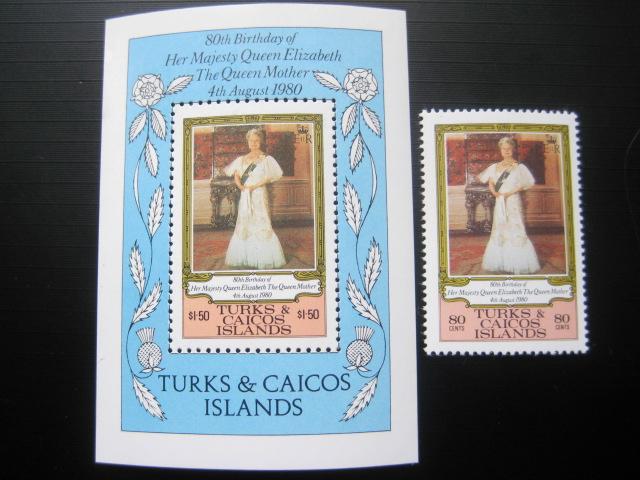 80th Birthday of
Her Majesty Queen Elizabeth
The Queen Mother
4th August 1980
E R
80th Birthday of
Her Majesty Queen Elizabeth The Queen Mother
4th August 1980
$1·50 TURKS & $1·50
CAICOS
ISLANDS
TURKS & CAICOS
ISLANDS
E R
80th Birthday of
Her Majesty Queen Elizabeth The Queen Mother
4th August 1980
80 CENTS TURKS & 80 CENTS
CAICOS
ISLANDS